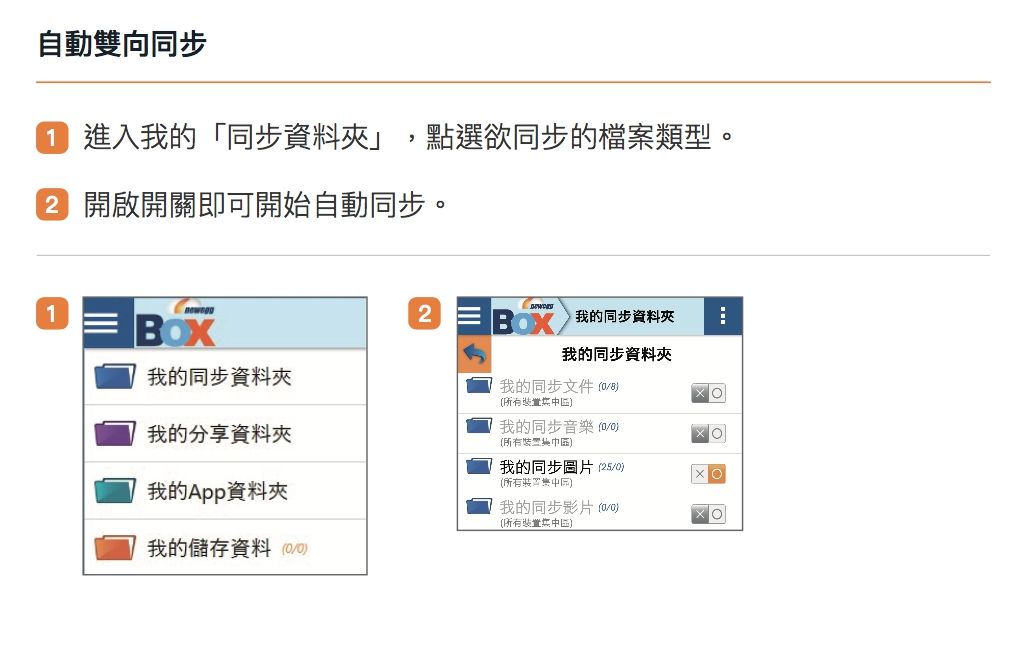 自動雙向同步
1 進入我的「同步資料夾」，點選欲同步的檔案類型。
2 開啟開關即可開始自動同步。
1
newegg
BOX
我的同步資料夾
我的分享資料夾
我的App資料夾
我的儲存資料 (0/0)
2
newegg
BOX
我的同步資料夾
我的同步資料夾
我的同步文件 (0/8)
(所有裝置集中區)
我的同步音樂 (0/0)
(所有裝置集中區)
我的同步圖片 (25/0)
(所有裝置集中區)
我的同步影片 (0/0)
(所有裝置集中區)